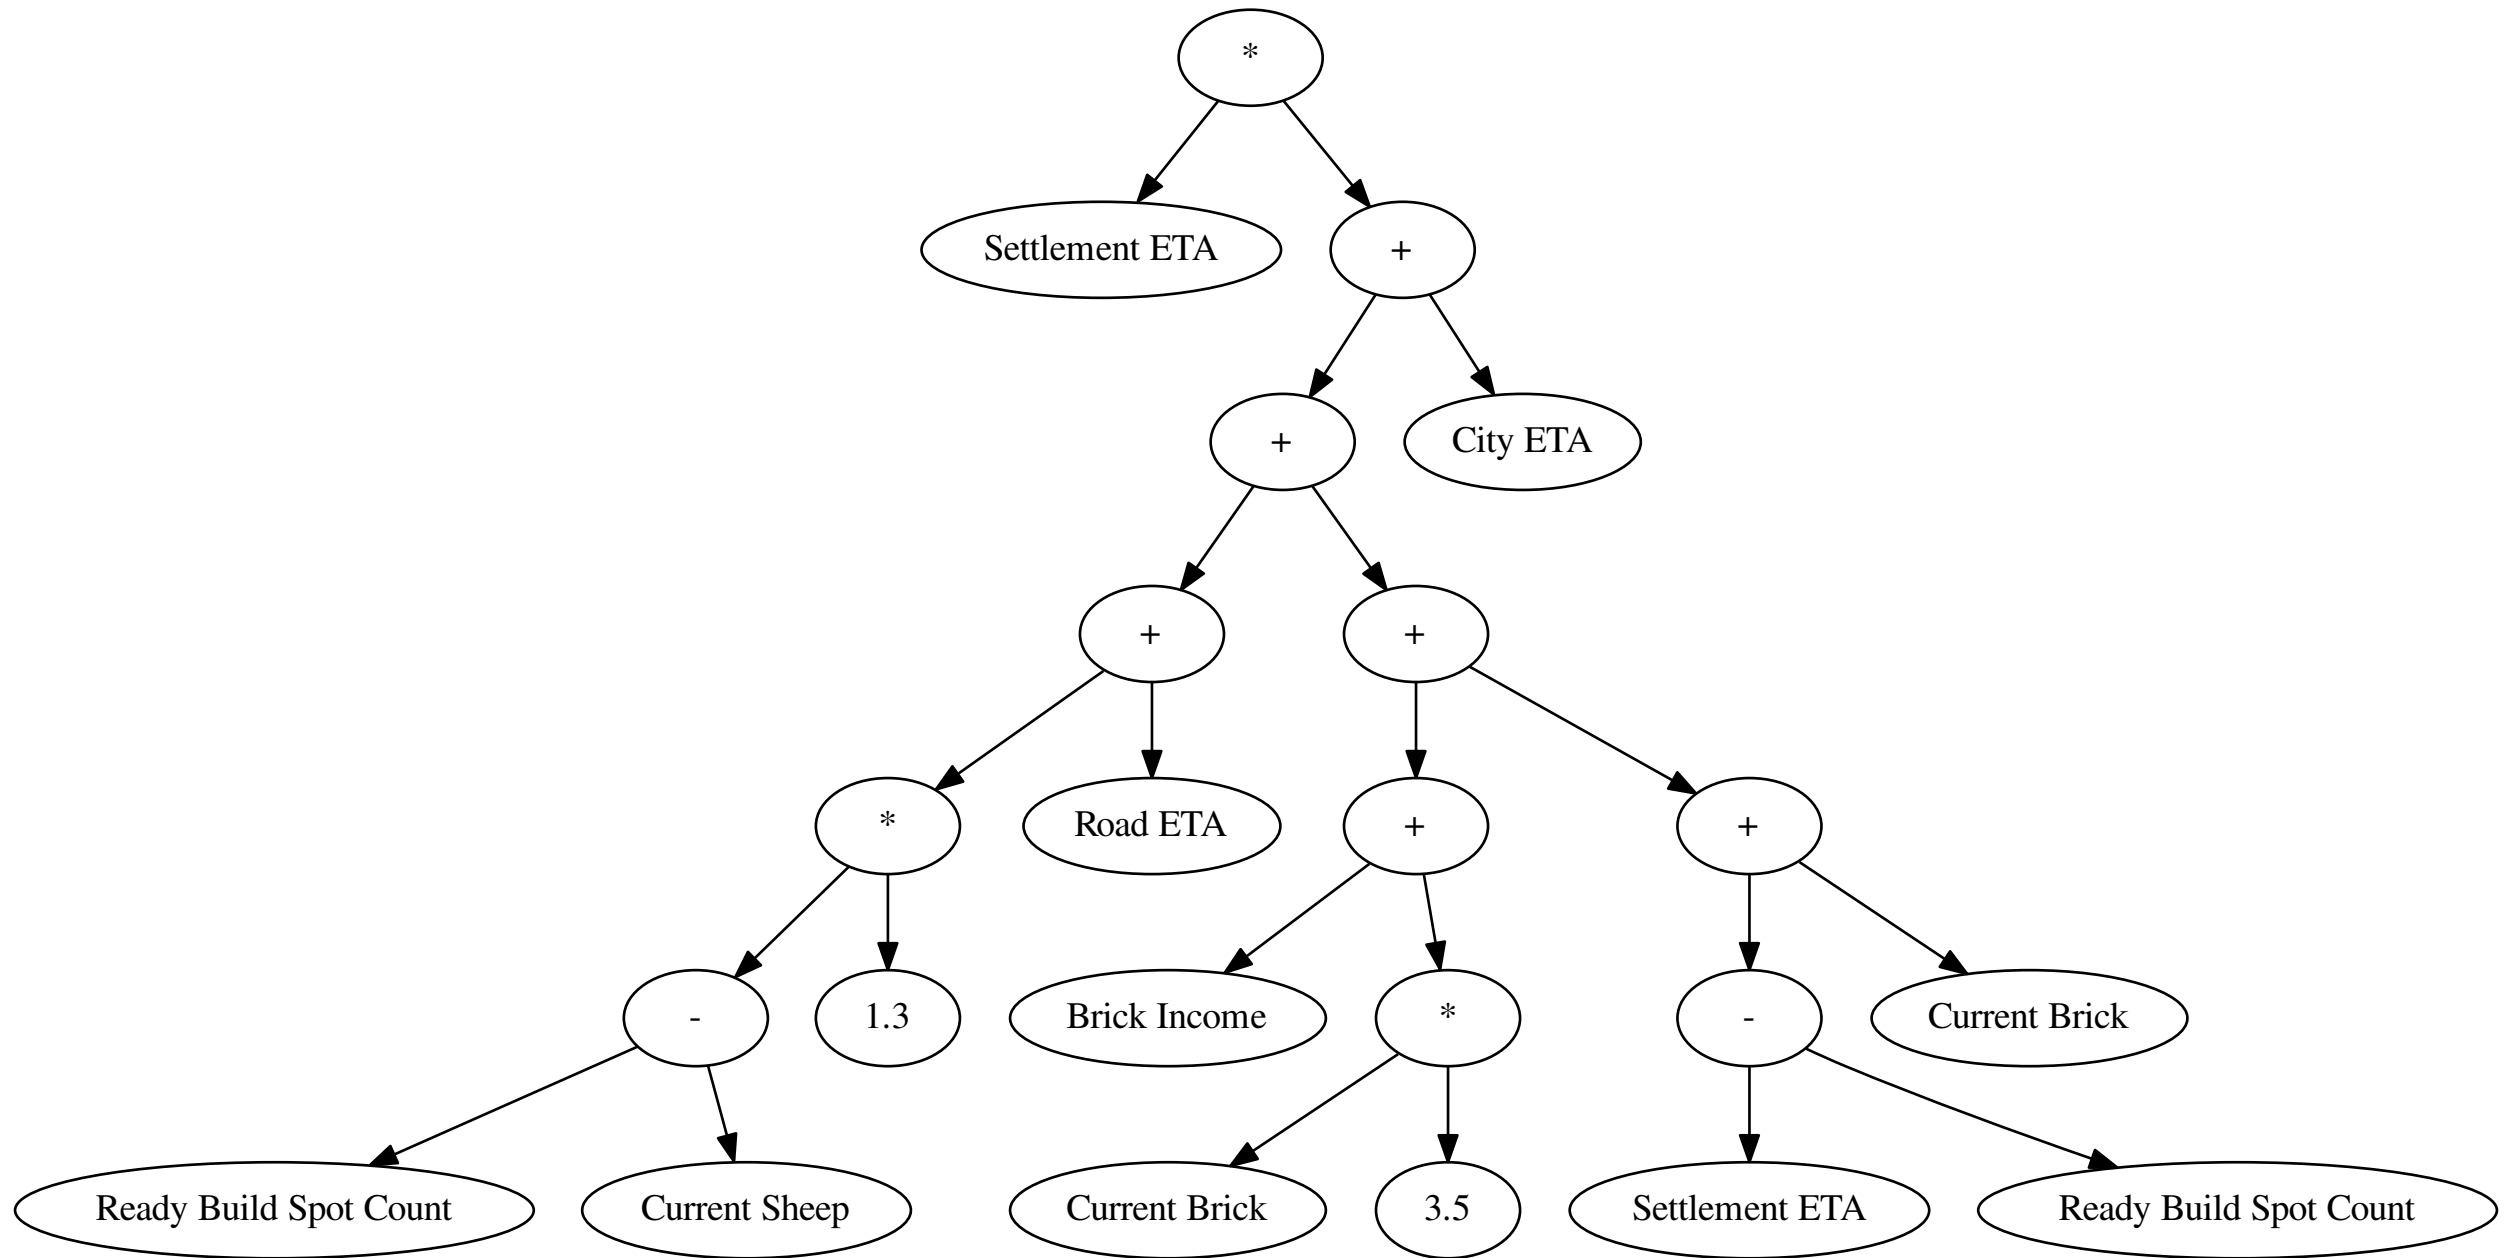 *
Settlement ETA
+
+
City ETA
+
+
*
Road ETA
+
+
-
1.3
Brick Income
*
-
Current Brick
Ready Build Spot Count
Current Sheep
Current Brick
3.5
Settlement ETA
Ready Build Spot Count